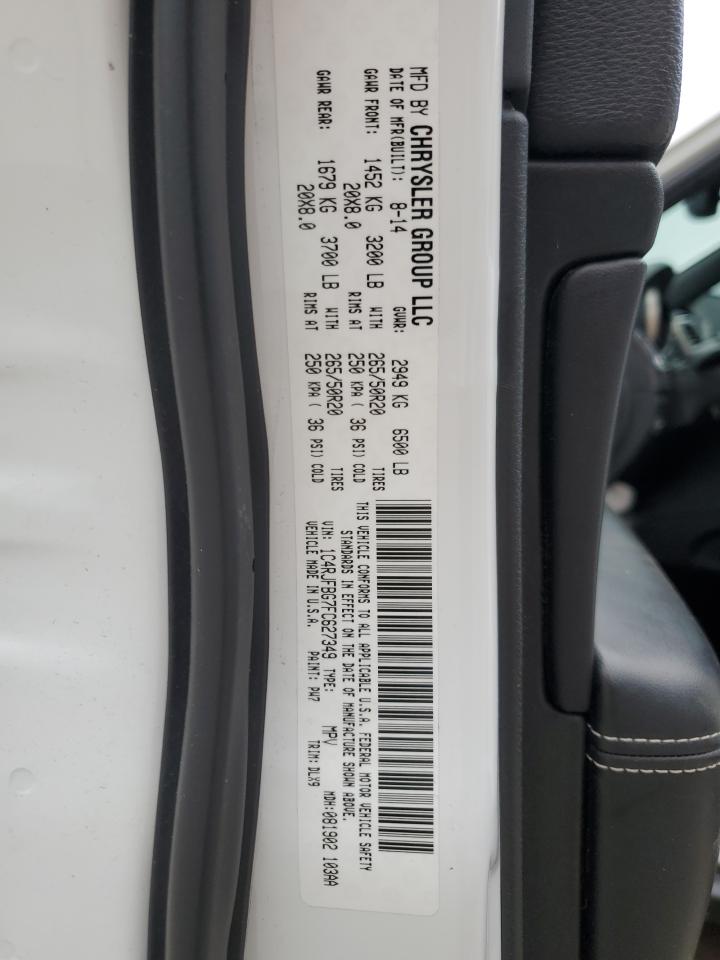 MFD BY CHRYSLER GROUP LLC
DATE OF MFR(BUILT): 8-14 GVWR: 2949 KG 6500 LB
GAWR FRONT: 1452 KG 3200 LB WITH 265/50R20 TIRES
20X8.0 RIMS AT 250 KPA ( 36 PSI) COLD
GAWR REAR: 1679 KG 3700 LB WITH 265/50R20 TIRES
20X8.0 RIMS AT 250 KPA ( 36 PSI) COLD
THIS VEHICLE CONFORMS TO ALL APPLICABLE U.S.A. FEDERAL MOTOR VEHICLE SAFETY
STANDARDS IN EFFECT ON THE DATE OF MANUFACTURE SHOWN ABOVE.
VIN: 1C4RJFBG7FC627349 TYPE: MPV MDH:081902 103AA
VEHICLE MADE IN U.S.A. PAINT: PW7 TRIM: DLX9